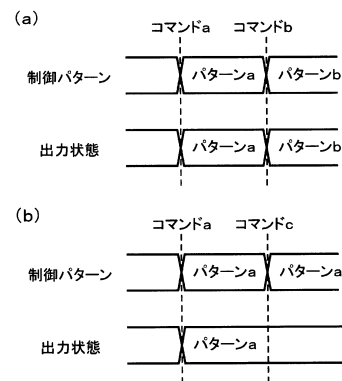 (a)
コマンドa コマンドb
制御パターン パターンa パターンb
出力状態 パターンa パターンb
(b)
コマンドa コマンドc
制御パターン パターンa パターンa
出力状態 パターンa